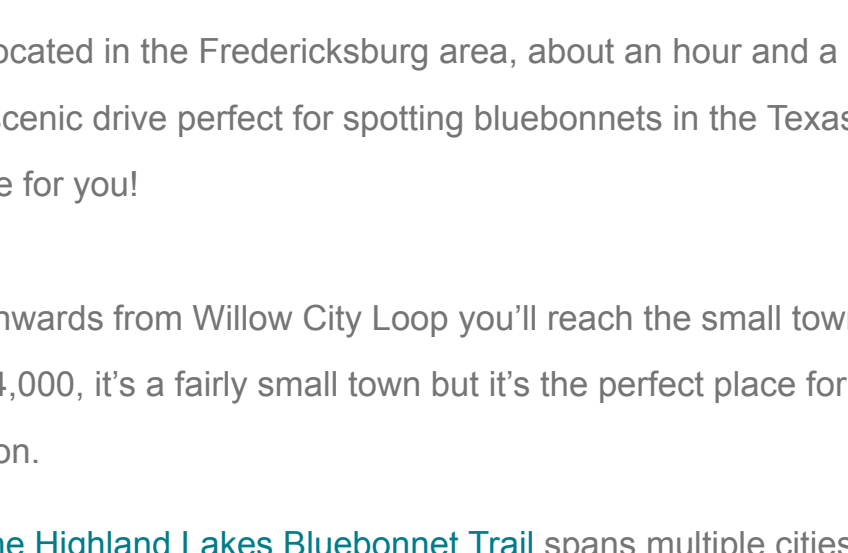 ocated in the Fredericksburg area, about an hour and a
scenic drive perfect for spotting bluebonnets in the Texas
e for you!
nwards from Willow City Loop you’ll reach the small town
4,000, it’s a fairly small town but it’s the perfect place for
on.
he Highland Lakes Bluebonnet Trail spans multiple cities